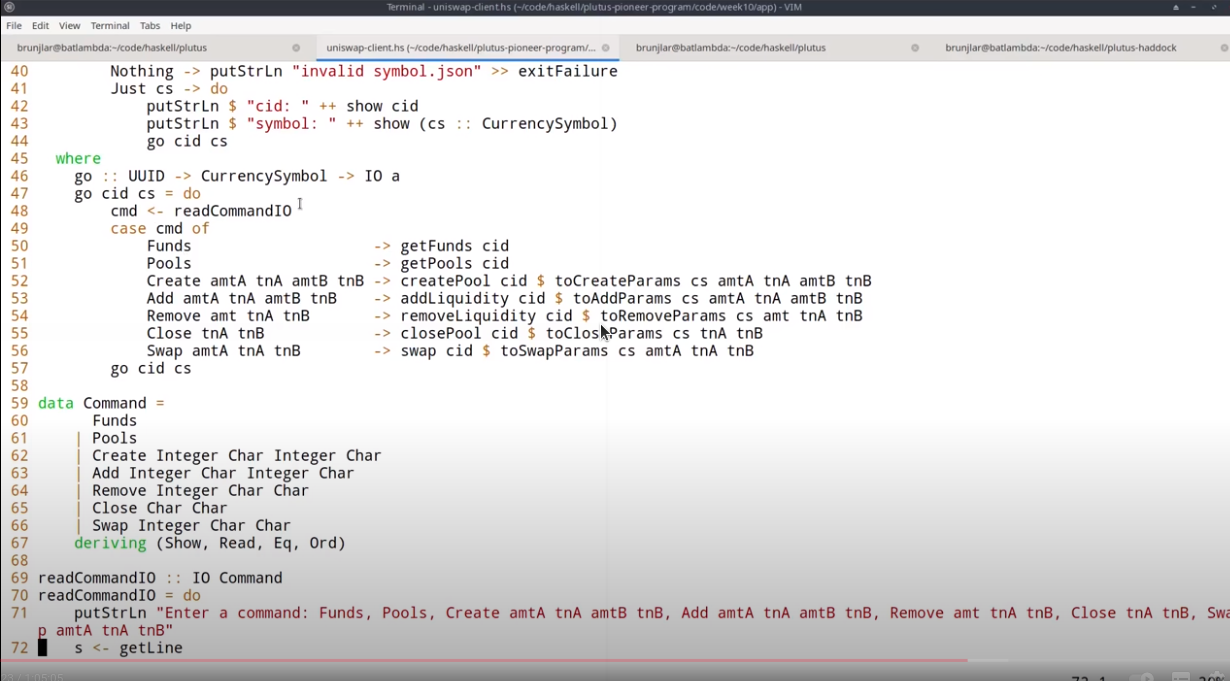 Terminal - uniswap-client.hs (~/code/haskell/plutus-pioneer-program/code/week10/app) - VIM
File Edit View Terminal Tabs Help
brunjlar@batlambda:~/code/haskell/plutus uniswap-client.hs (~/code/haskell/plutus-pioneer-program/... brunjlar@batlambda:~/code/haskell/plutus brunjlar@batlambda:~/code/haskell/plutus-haddock
40 Nothing -> putStrLn "invalid symbol.json" >> exitFailure
41 Just cs -> do
42 putStrLn $ "cid: " ++ show cid
43 putStrLn $ "symbol: " ++ show (cs :: CurrencySymbol)
44 go cid cs
45 where
46 go :: UUID -> CurrencySymbol -> IO a
47 go cid cs = do
48 cmd <- readCommandIO
49 case cmd of
50 Funds -> getFunds cid
51 Pools -> getPools cid
52 Create amtA tnA amtB tnB -> createPool cid $ toCreateParams cs amtA tnA amtB tnB
53 Add amtA tnA amtB tnB -> addLiquidity cid $ toAddParams cs amtA tnA amtB tnB
54 Remove amt tnA tnB -> removeLiquidity cid $ toRemoveParams cs amt tnA tnB
55 Close tnA tnB -> closePool cid $ toCloseParams cs tnA tnB
56 Swap amtA tnA tnB -> swap cid $ toSwapParams cs amtA tnA tnB
57 go cid cs
58
59 data Command =
60 Funds
61 | Pools
62 | Create Integer Char Integer Char
63 | Add Integer Char Integer Char
64 | Remove Integer Char Char
65 | Close Char Char
66 | Swap Integer Char Char
67 deriving (Show, Read, Eq, Ord)
68
69 readCommandIO :: IO Command
70 readCommandIO = do
71 putStrLn "Enter a command: Funds, Pools, Create amtA tnA amtB tnB, Add amtA tnA amtB tnB, Remove amt tnA tnB, Close tnA tnB, Swa
p amtA tnA tnB"
72 s <- getLine